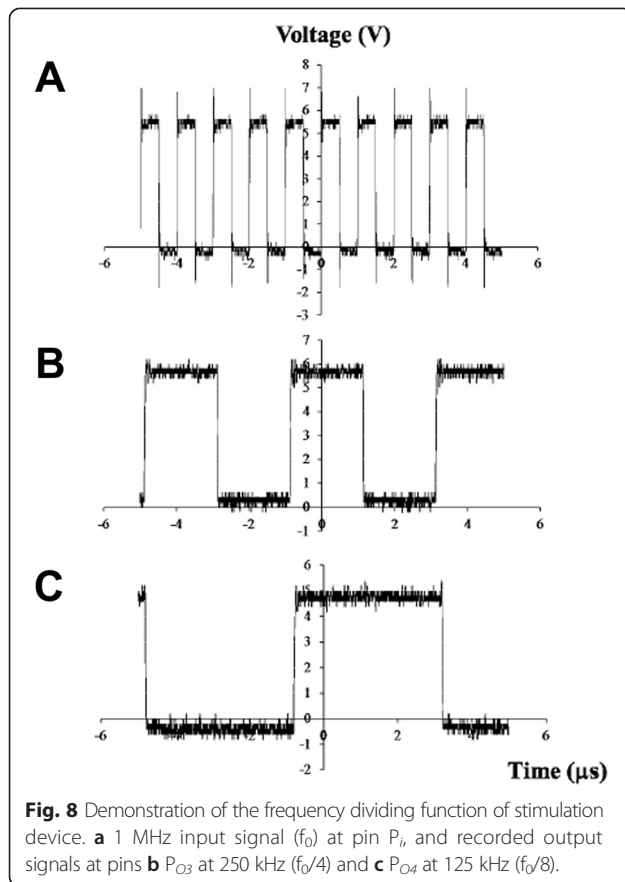 Voltage (V)
A
8
7
6
5
4
3
2
1
0
-1
-2
-3
-6 -4 -2 0 2 4 6
B
7
6
5
4
3
2
1
0
-1
-6 -4 -2 0 2 4 6
C
6
5
4
3
2
1
0
-1
-2
-6 -4 -2 0 2 4 6
Time (μs)
Fig. 8 Demonstration of the frequency dividing function of stimulation
device. a 1 MHz input signal (f₀) at pin Pᵢ, and recorded output
signals at pins b P_O3 at 250 kHz (f₀/4) and c P_O4 at 125 kHz (f₀/8).